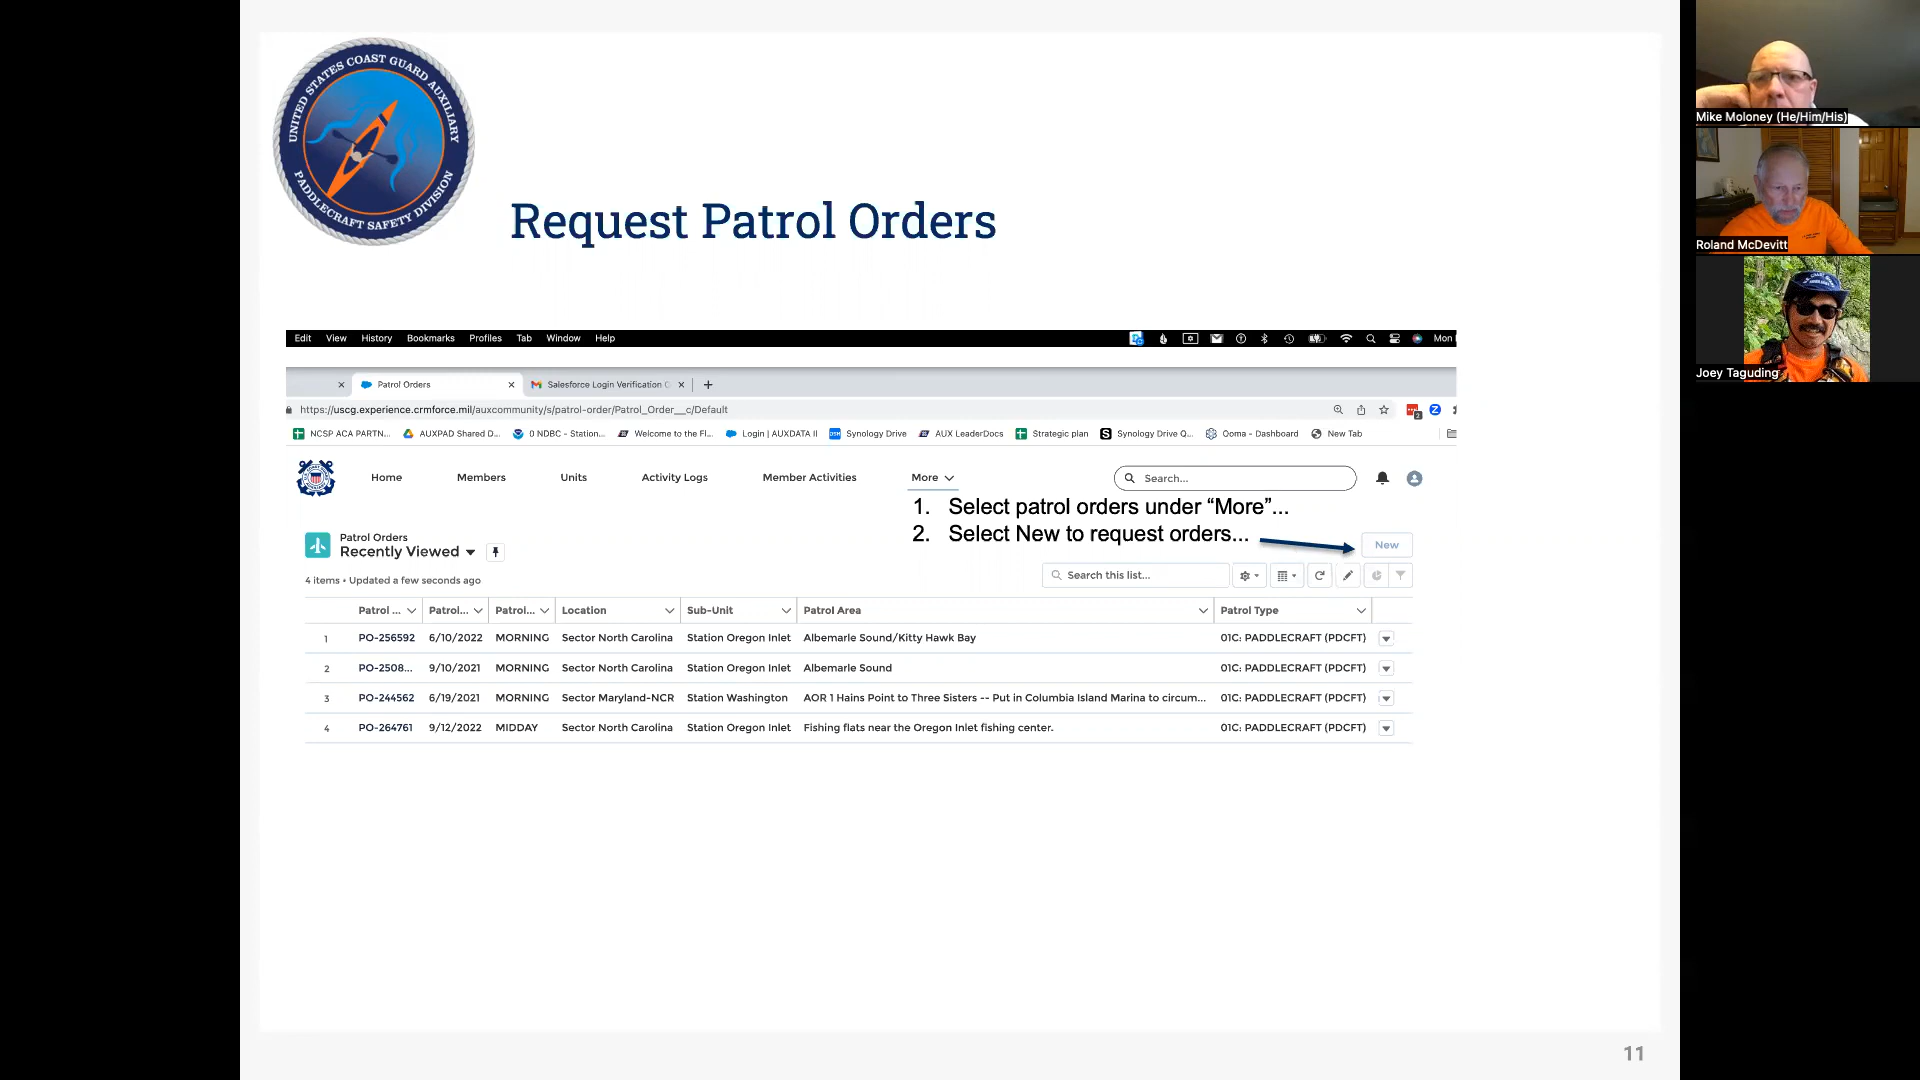 UNITED STATES COAST GUARD AUXILIARY
PADDLECRAFT SAFETY DIVISION
Request Patrol Orders
Edit View History Bookmarks Profiles Tab Window Help Mon
Patrol Orders
Salesforce Login Verification C
https://uscg.experience.crmforce.mil/auxcommunity/s/patrol-order/Patrol_Order__c/Default
NCSP ACA PARTN... AUXPAD Shared D... 0 NDBC - Station... Welcome to the Fl... Login | AUXDATA II Synology Drive AUX LeaderDocs Strategic plan Synology Drive Q... Ooma - Dashboard New Tab
Home Members Units Activity Logs Member Activities More Search...
1. Select patrol orders under “More”...
2. Select New to request orders...
New
Patrol Orders
Recently Viewed
4 items • Updated a few seconds ago
Search this list...
Patrol ... Patrol... Patrol... Location Sub-Unit Patrol Area Patrol Type
1 PO-256592 6/10/2022 MORNING Sector North Carolina Station Oregon Inlet Albemarle Sound/Kitty Hawk Bay 01C: PADDLECRAFT (PDCFT)
2 PO-2508... 9/10/2021 MORNING Sector North Carolina Station Oregon Inlet Albemarle Sound 01C: PADDLECRAFT (PDCFT)
3 PO-244562 6/19/2021 MORNING Sector Maryland-NCR Station Washington AOR 1 Hains Point to Three Sisters -- Put in Columbia Island Marina to circum... 01C: PADDLECRAFT (PDCFT)
4 PO-264761 9/12/2022 MIDDAY Sector North Carolina Station Oregon Inlet Fishing flats near the Oregon Inlet fishing center. 01C: PADDLECRAFT (PDCFT)
11
Mike Moloney (He/Him/His)
Roland McDevitt
Joey Taguding